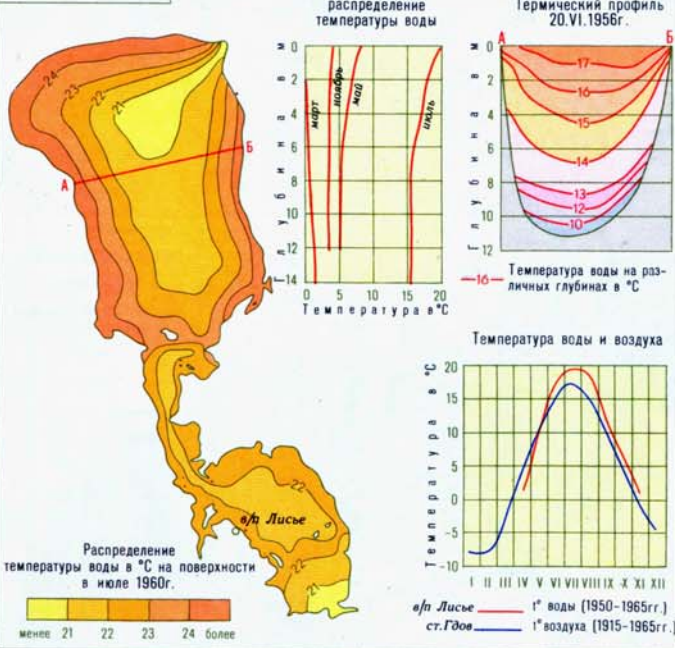 распределение
температуры воды
Термический профиль
20.VI.1956г.
24
23
22
21
А
Б
Глубина в м
0
2
4
6
8
10
12
14
март
ноябрь
май
июль
0 5 10 15 20
Температура в °С
А
Б
Глубина в м
0
2
4
6
8
10
12
17
16
15
14
13
12
10
16 Температура воды на раз-
личных глубинах в °С
22
в/п Лисье
22
21
Распределение
температуры воды в °С на поверхности
в июле 1960г.
менее 21 22 23 24 более
Температура воды и воздуха
Температура в °С
20
15
10
5
0
-5
-10
I II III IV V VI VII VIII IX X XI XII
в/п Лисье t° воды (1950-1965гг.)
ст.Гдов t° воздуха (1915-1965гг.)